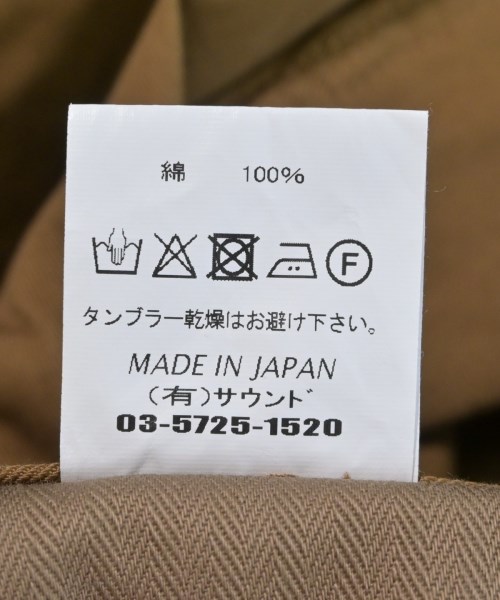 綿 100%
F
タンブラー乾燥はお避け下さい。
MADE IN JAPAN
(有)サウンド
03-5725-1520